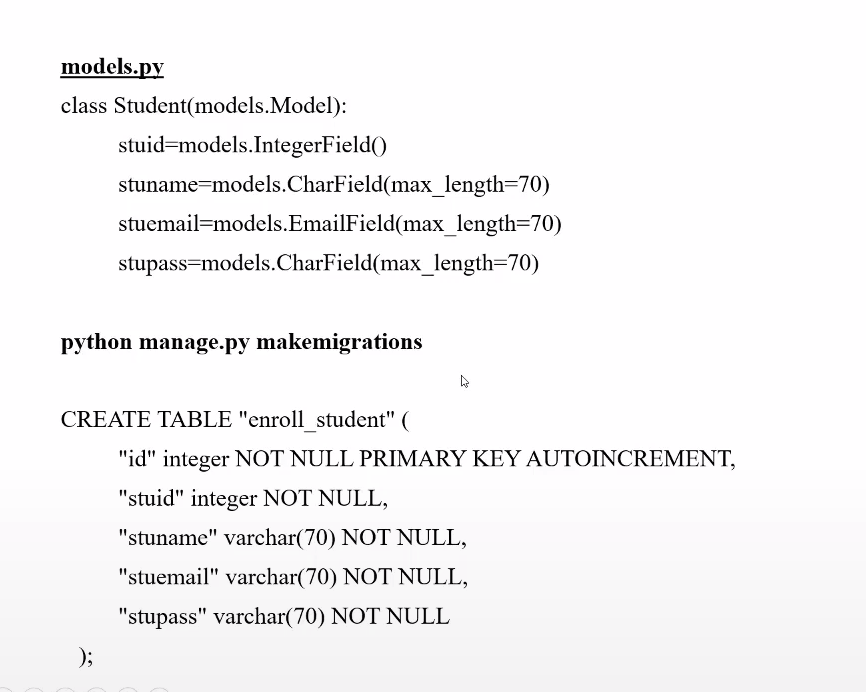 models.py
class Student(models.Model):
stuid=models.IntegerField()
stuname=models.CharField(max_length=70)
stuemail=models.EmailField(max_length=70)
stupass=models.CharField(max_length=70)
python manage.py makemigrations
CREATE TABLE "enroll_student" (
"id" integer NOT NULL PRIMARY KEY AUTOINCREMENT,
"stuid" integer NOT NULL,
"stuname" varchar(70) NOT NULL,
"stuemail" varchar(70) NOT NULL,
"stupass" varchar(70) NOT NULL
);